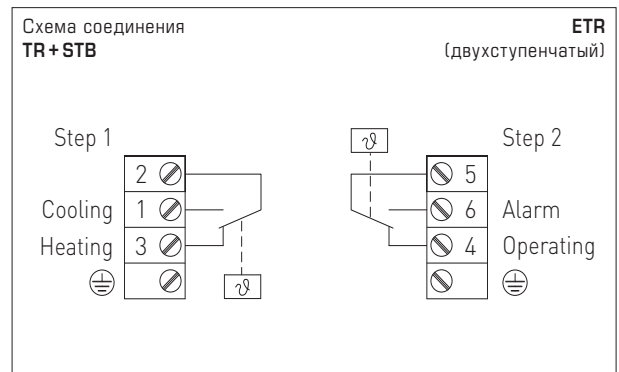 Схема соединения
TR + STB
ETR
(двухступенчатый)
Step 1
ϑ
Step 2
2
5
Cooling 1
6 Alarm
Heating 3
4 Operating
ϑ